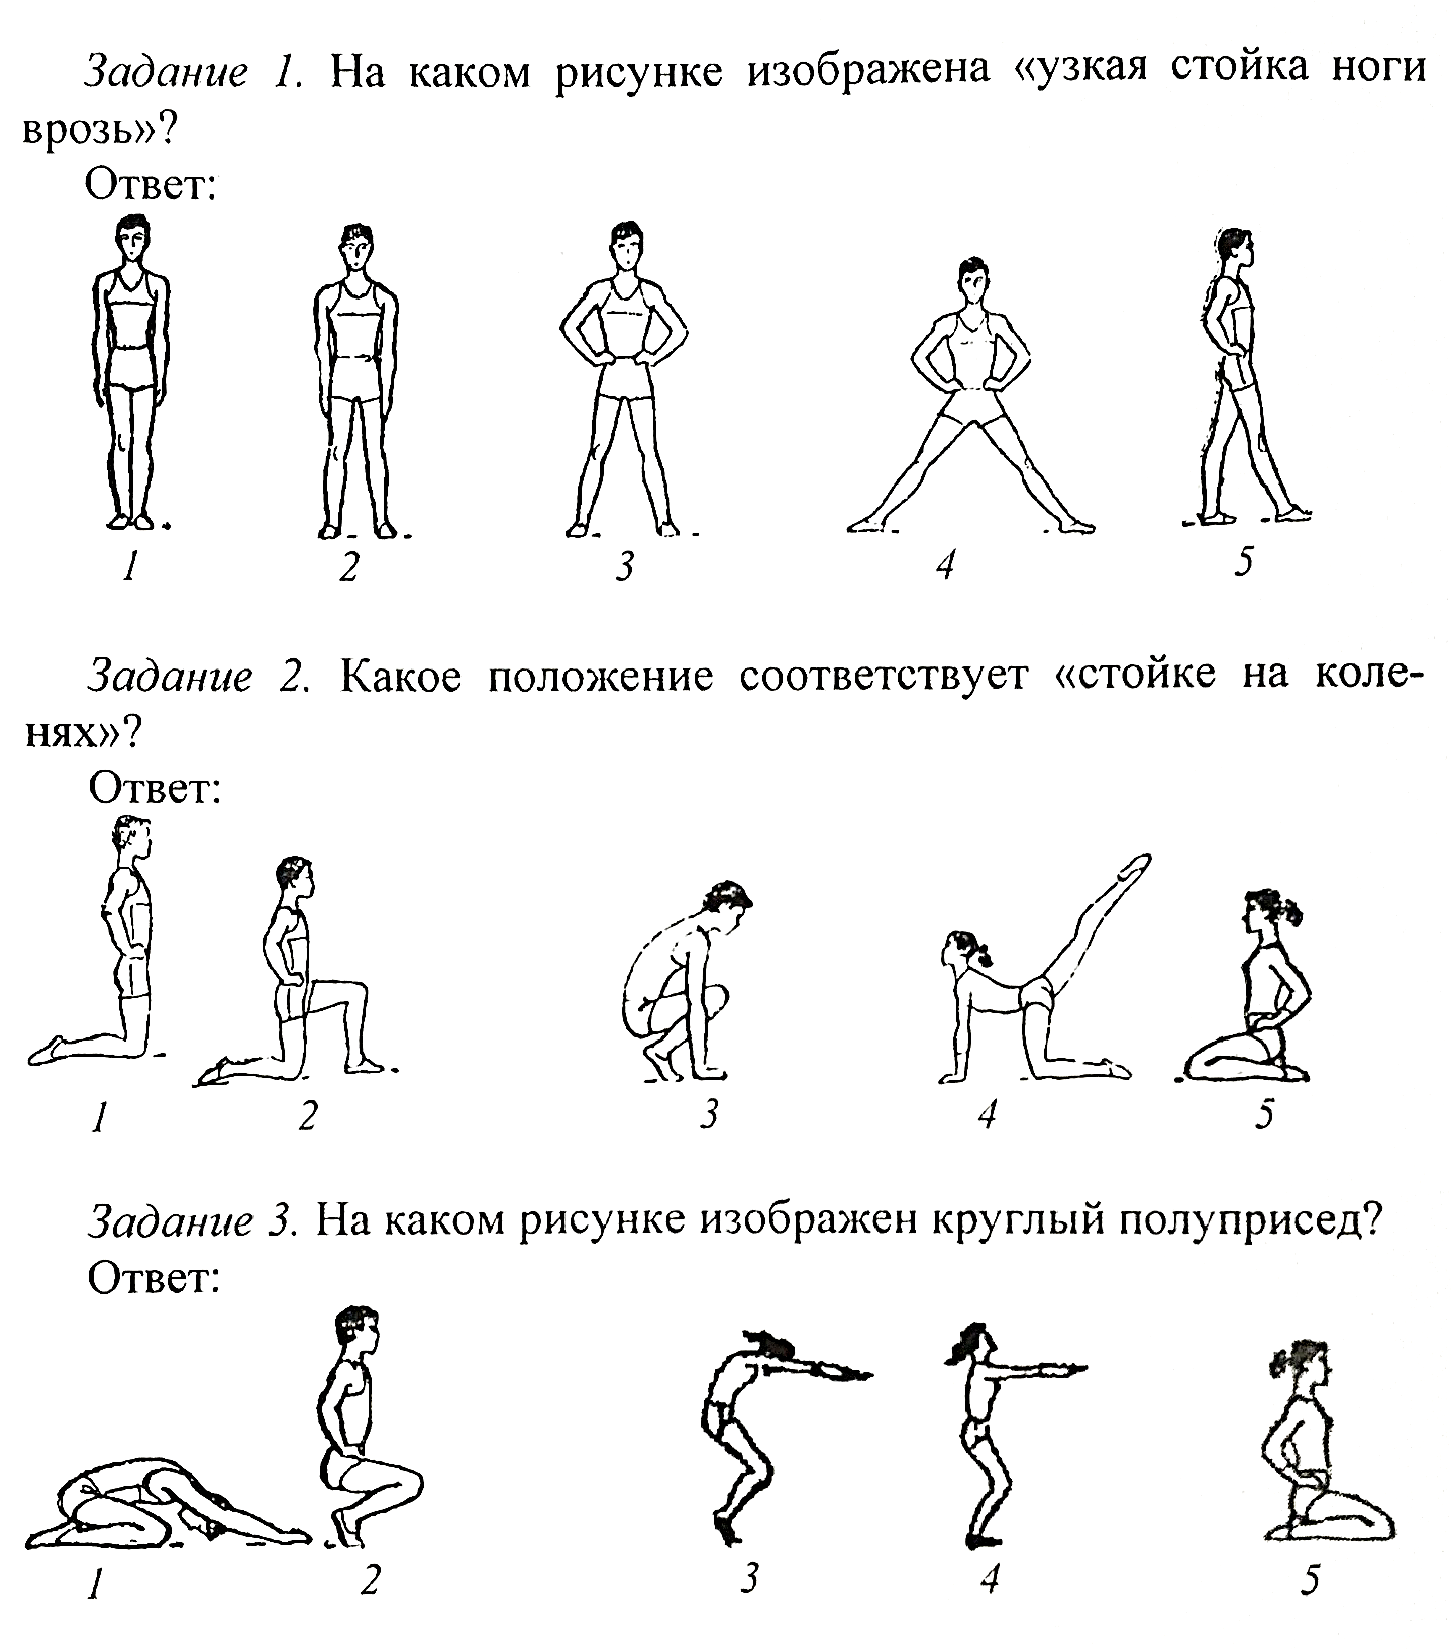 Задание 1. На каком рисунке изображена «узкая стойка ноги
врозь»?
Ответ:
1 2 3 4 5
Задание 2. Какое положение соответствует «стойке на коле-
нях»?
Ответ:
1 2 3 4 5
Задание 3. На каком рисунке изображен круглый полуприсед?
Ответ:
1 2 3 4 5